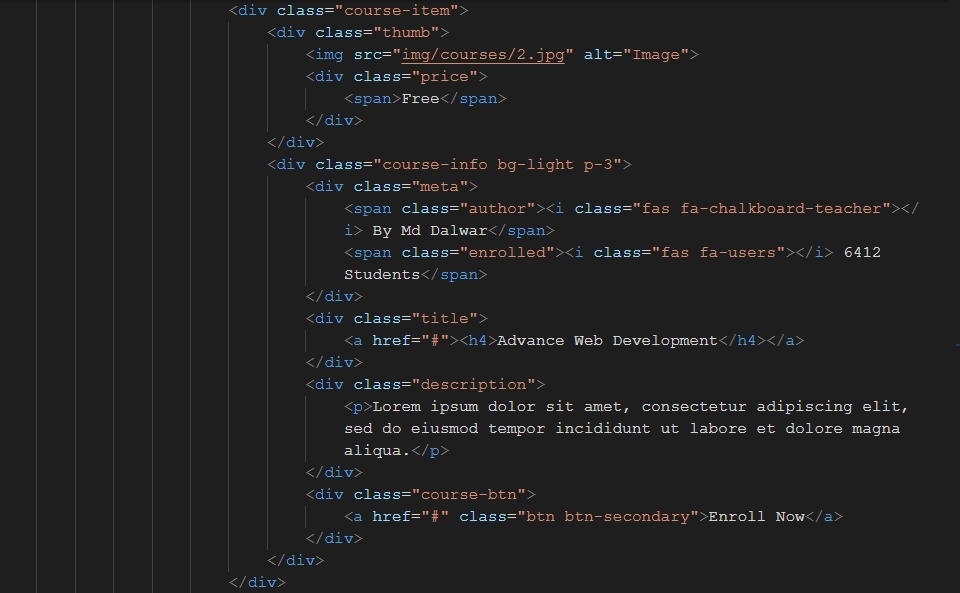 <div class="course-item">
<div class="thumb">
<img src="img/courses/2.jpg" alt="Image">
<div class="price">
<span>Free</span>
</div>
</div>
<div class="course-info bg-light p-3">
<div class="meta">
<span class="author"><i class="fas fa-chalkboard-teacher"></
i> By Md Dalwar</span>
<span class="enrolled"><i class="fas fa-users"></i> 6412
Students</span>
</div>
<div class="title">
<a href="#"><h4>Advance Web Development</h4></a>
</div>
<div class="description">
<p>Lorem ipsum dolor sit amet, consectetur adipiscing elit,
sed do eiusmod tempor incididunt ut labore et dolore magna
aliqua.</p>
</div>
<div class="course-btn">
<a href="#" class="btn btn-secondary">Enroll Now</a>
</div>
</div>
</div>